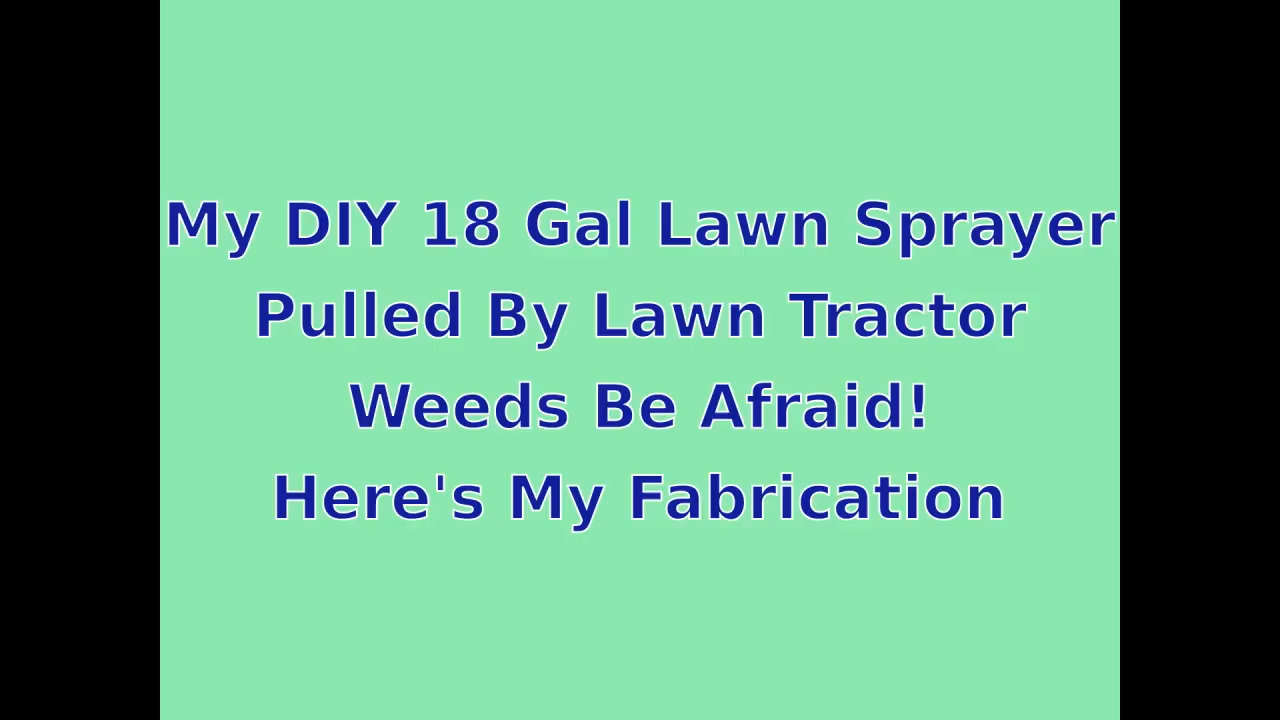 My DIY 18 Gal Lawn Sprayer
Pulled By Lawn Tractor
Weeds Be Afraid!
Here's My Fabrication